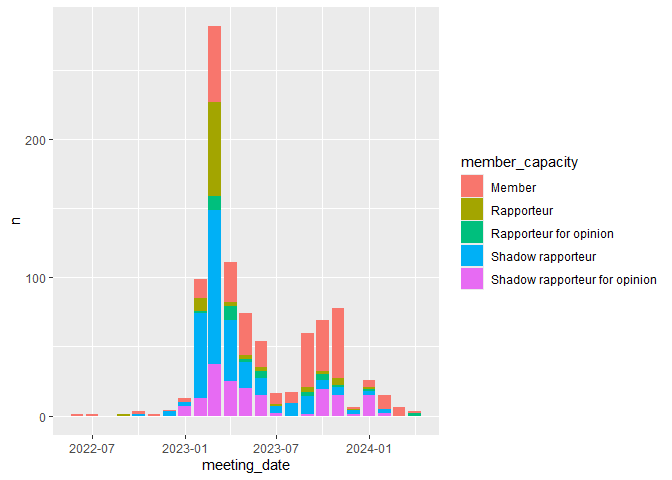 200
100
0
n
2022-07
2023-01
2023-07
2024-01
meeting_date
member_capacity
Member
Rapporteur
Rapporteur for opinion
Shadow rapporteur
Shadow rapporteur for opinion